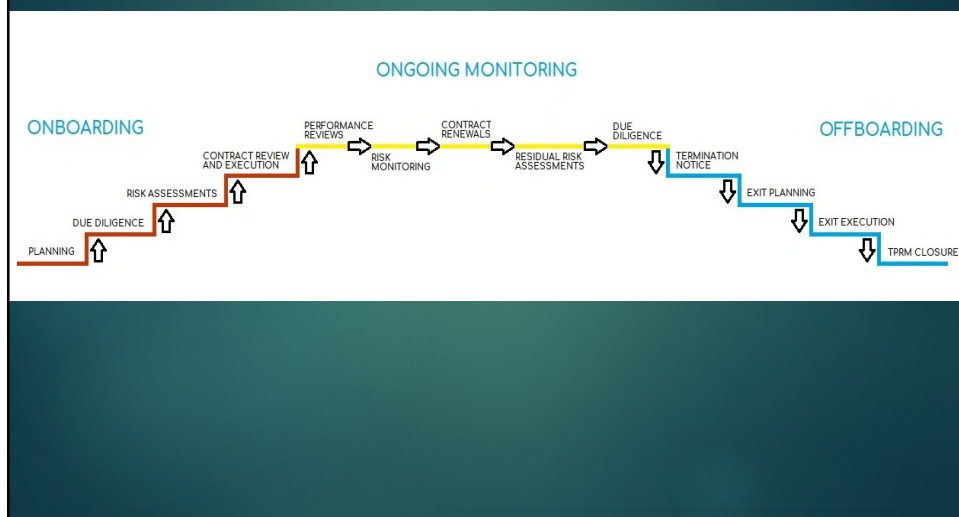 ONGOING MONITORING
ONBOARDING
OFFBOARDING
PLANNING
DUE DILIGENCE
RISK ASSESSMENTS
CONTRACT REVIEW
AND EXECUTION
PERFORMANCE
REVIEWS
RISK
MONITORING
CONTRACT
RENEWALS
RESIDUAL RISK
ASSESSMENTS
DUE
DILIGENCE
TERMINATION
NOTICE
EXIT PLANNING
EXIT EXECUTION
TPRM CLOSURE